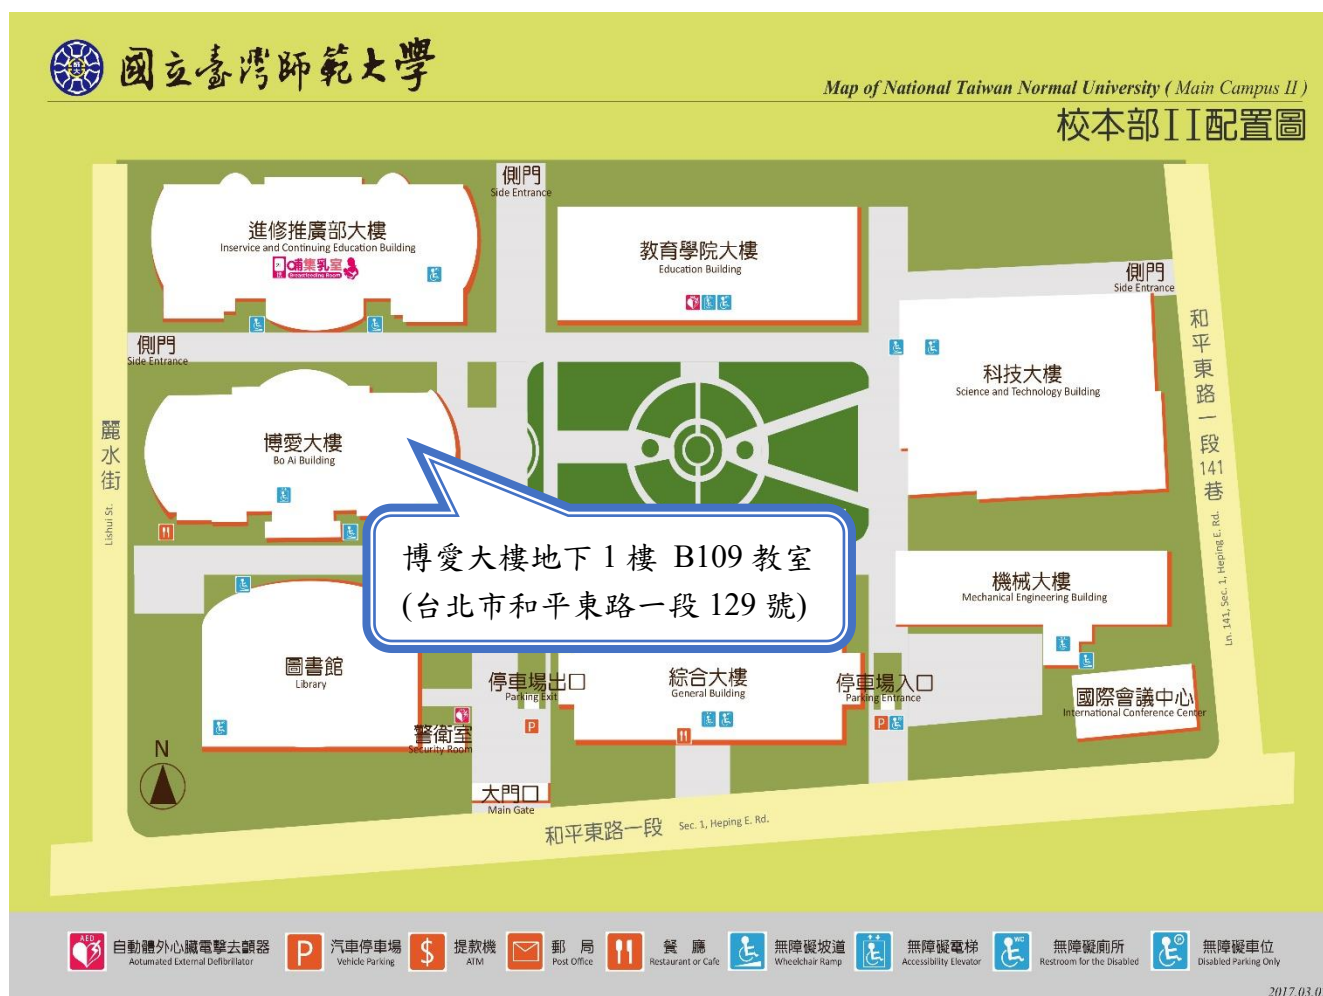 國立臺灣師範大學
Map of National Taiwan Normal University ( Main Campus II )
校本部II配置圖
側門
Side Entrance
進修推廣部大樓
Inservice and Continuing Education Building
哺集乳室
Breastfeeding Room
教育學院大樓
Education Building
側門
Side Entrance
側門
Side Entrance
科技大樓
Science and Technology Building
和平東路一段141巷
Ln. 141, Sec. 1, Heping E. Rd.
麗水街
Lishui St.
博愛大樓
Bo Ai Building
博愛大樓地下 1 樓 B109 教室
(台北市和平東路一段 129 號)
機械大樓
Mechanical Engineering Building
圖書館
Library
停車場出口
Parking Exit
綜合大樓
General Building
停車場入口
Parking Entrance
國際會議中心
International Conference Center
警衛室
Security Room
P
P
N
大門口
Main Gate
和平東路一段 Sec. 1, Heping E. Rd.
AED
自動體外心臟電擊去顫器
Aotumated External Defibrillator
P
汽車停車場
Vehicle Parking
$
提款機
ATM
郵局
Post Office
餐廳
Restaurant or Cafe
無障礙坡道
Wheelchair Ramp
無障礙電梯
Accessibility Elevator
WC
無障礙廁所
Restroom for the Disabled
P
無障礙車位
Disabled Parking Only
2017.03.0